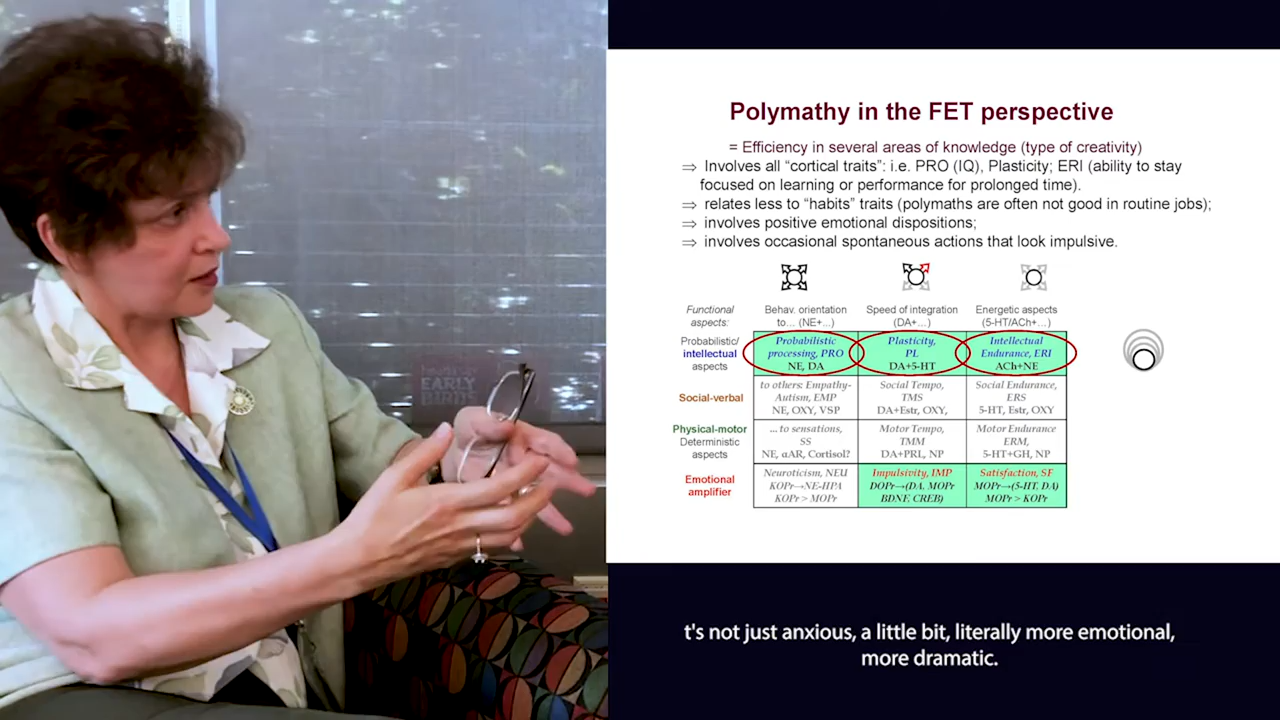 EARLY
BIRDS
Polymathy in the FET perspective
= Efficiency in several areas of knowledge (type of creativity)
⇒ Involves all “cortical traits”: i.e. PRO (IQ), Plasticity; ERI (ability to stay
focused on learning or performance for prolonged time).
⇒ relates less to “habits” traits (polymaths are often not good in routine jobs);
⇒ involves positive emotional dispositions;
⇒ involves occasional spontaneous actions that look impulsive.
Functional aspects: Behav. orientation to... (NE+...) Speed of integration (DA+...) Energetic aspects (5-HT/ACh+...)
Probabilistic/
intellectual
aspects
Probabilistic
processing, PRO
NE, DA
Plasticity,
PL
DA+5-HT
Intellectual
Endurance, ERI
ACh+NE
Social-verbal
to others: Empathy-
Autism, EMP
NE, OXY, VSP
Social Tempo,
TMS
DA+Estr, OXY,
Social Endurance,
ERS
5-HT, Estr, OXY
Physical-motor
Deterministic
aspects
... to sensations,
SS
NE, αAR, Cortisol?
Motor Tempo,
TMM
DA+PRL, NP
Motor Endurance
ERM,
5-HT+GH, NP
Emotional
amplifier
Neuroticism, NEU
KOPr→NE-HPA
KOPr > MOPr
Impulsivity, IMP
DOPr→(DA, MOPr
BDNF, CREB)
Satisfaction, SF
MOPr→(5-HT, DA)
MOPr > KOPr
t's not just anxious, a little bit, literally more emotional,
more dramatic.